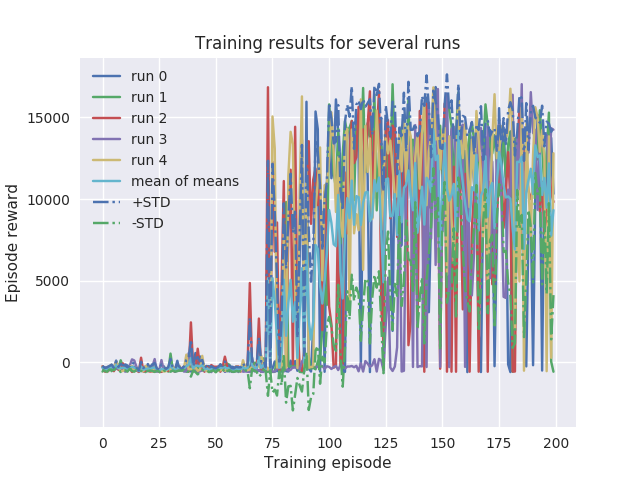 Training results for several runs
run 0
run 1
run 2
run 3
run 4
mean of means
+STD
-STD
15000
10000
5000
0
Episode reward
0 25 50 75 100 125 150 175 200
Training episode